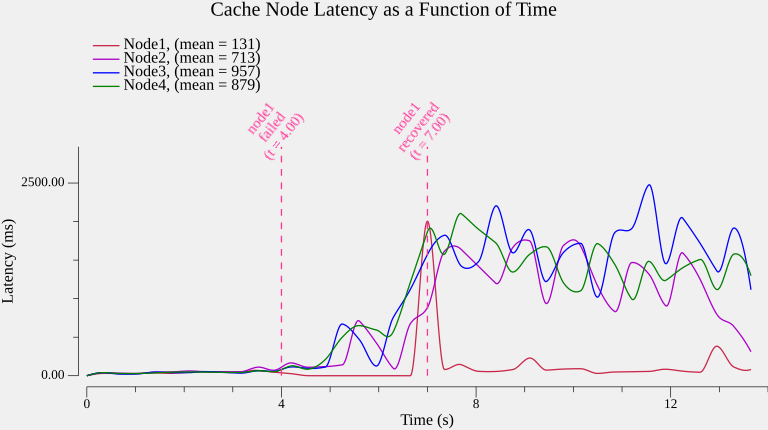 Cache Node Latency as a Function of Time
Node1, (mean = 131)
Node2, (mean = 713)
Node3, (mean = 957)
Node4, (mean = 879)
node1
failed
(t = 4.00)
node1
recovered
(t = 7.00)
2500.00
0.00
Latency (ms)
0
4
8
12
Time (s)